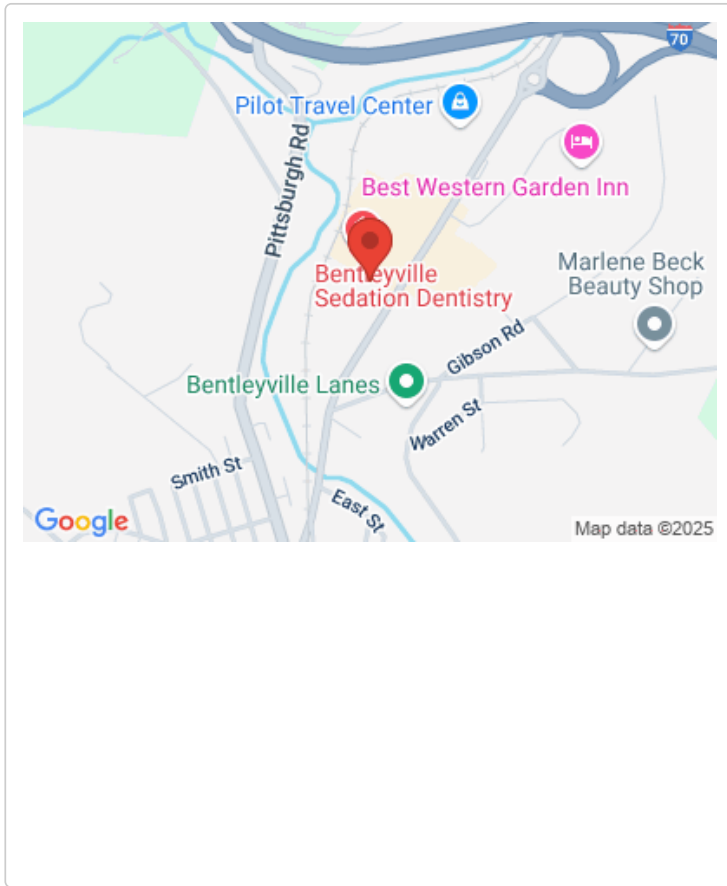 70
Pilot Travel Center
Pittsburgh Rd
Best Western Garden Inn
Bentleyville
Sedation Dentistry
Marlene Beck
Beauty Shop
Gibson Rd
Bentleyville Lanes
Warren St
Smith St
East St
Google
Map data ©2025